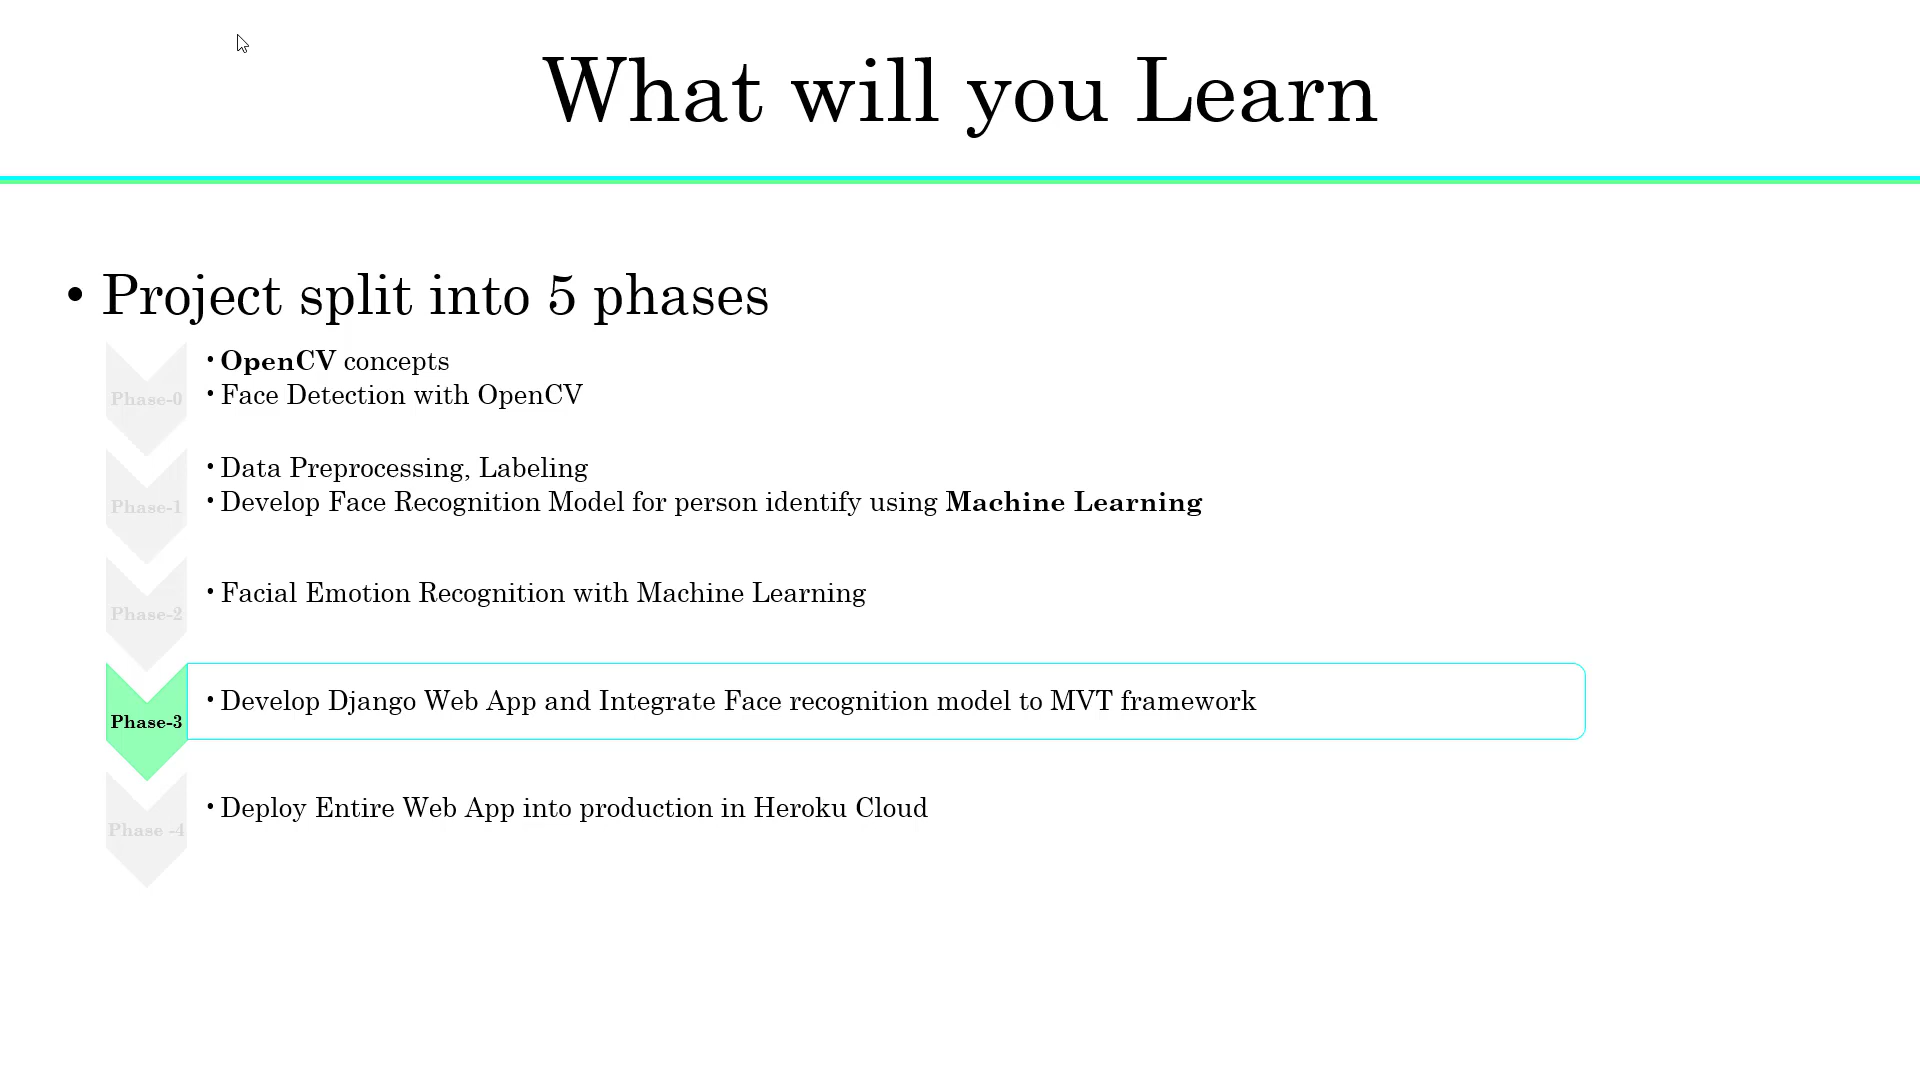 What will you Learn
• Project split into 5 phases
Phase-0
• OpenCV concepts
• Face Detection with OpenCV
Phase-1
• Data Preprocessing, Labeling
• Develop Face Recognition Model for person identify using Machine Learning
Phase-2
• Facial Emotion Recognition with Machine Learning
Phase-3
• Develop Django Web App and Integrate Face recognition model to MVT framework
Phase -4
• Deploy Entire Web App into production in Heroku Cloud